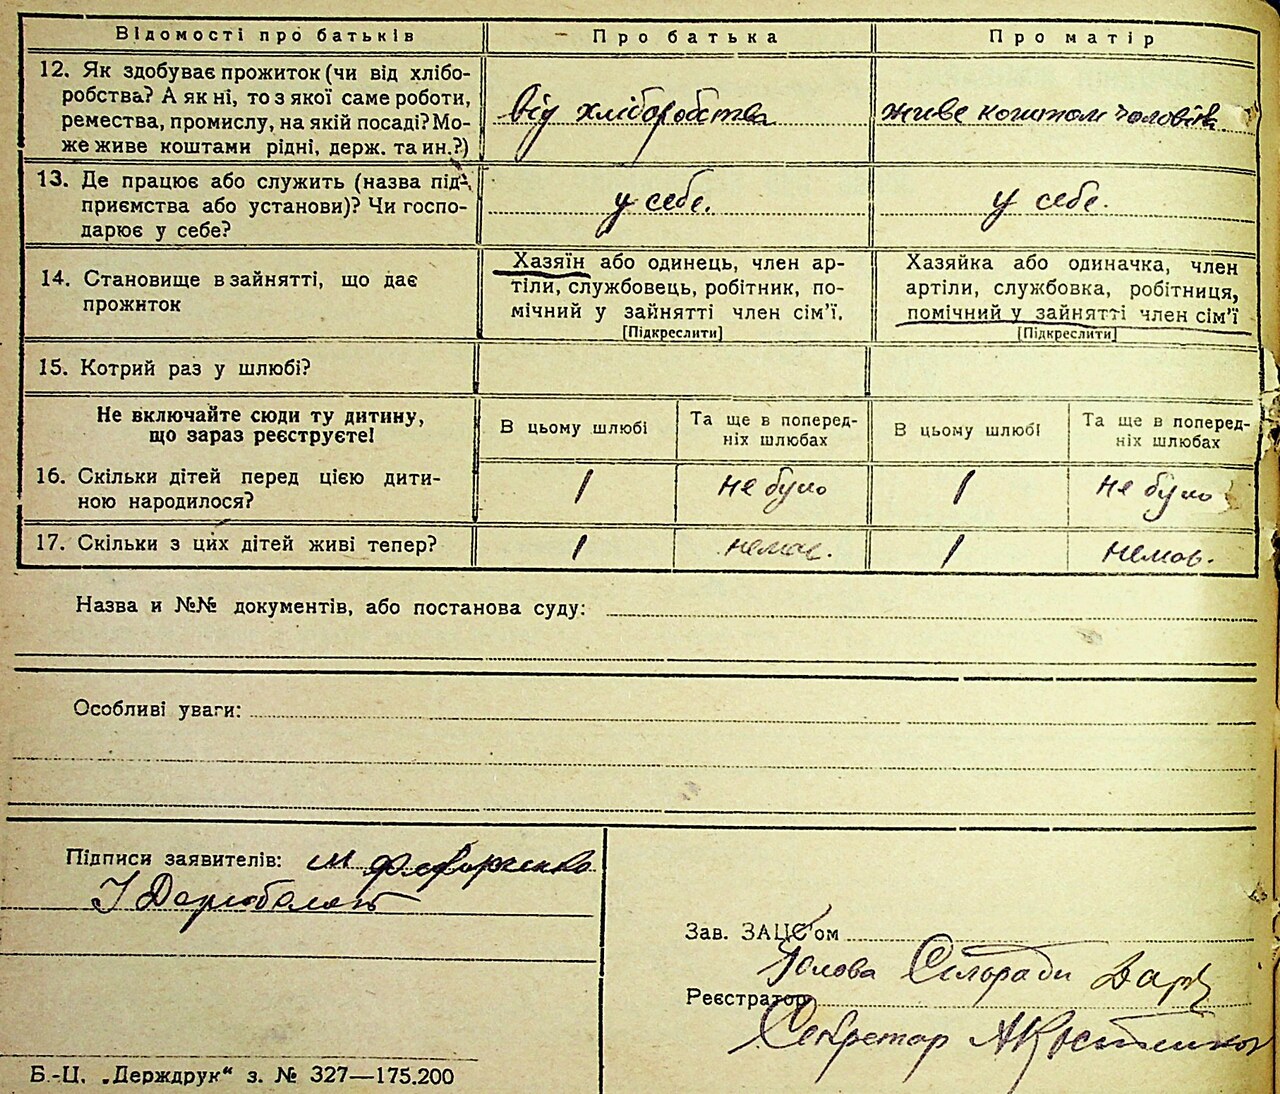 Відомості про батьків Про батька Про матір
12. Як здобуває прожиток (чи від хлібо-
робства? А як ні, то з якої саме роботи,
ремества, промислу, на якій посаді? Мо-
же живе коштами рідні, держ. та ин.?)
від хліборобства живе коштом чоловіка
13. Де працює або служить (назва під-
приємства або установи)? Чи госпо-
дарює у себе?
у себе. у себе.
14. Становище в зайнятті, що дає
прожиток
Хазяїн або одинець, член ар-
тіли, службовець, робітник, по-
мічний у зайнятті член сім'ї.
[Підкреслити]
Хазяйка або одиначка, член
артіли, службовка, робітниця,
помічний у зайнятті член сім'ї
[Підкреслити]
15. Котрий раз у шлюбі?
Не включайте сюди ту дитину,
що зараз реєструєте!
В цьому шлюбі
Та ще в поперед-
ніх шлюбах
В цьому шлюбі
Та ще в поперед-
ніх шлюбах
16. Скільки дітей перед цією дити-
ною народилося?
1 не було 1 не було
17. Скільки з цих дітей живі тепер? 1 немає. 1 немає.
Назва и №№ документів, або постанова суду:
Особливі уваги:
Підписи заявителів: М
І
Зав. ЗАЦС'ом
Голова Сілради
Реєстратор
Секретар
Б.-Ц. „Держдрук" з. № 327—175.200